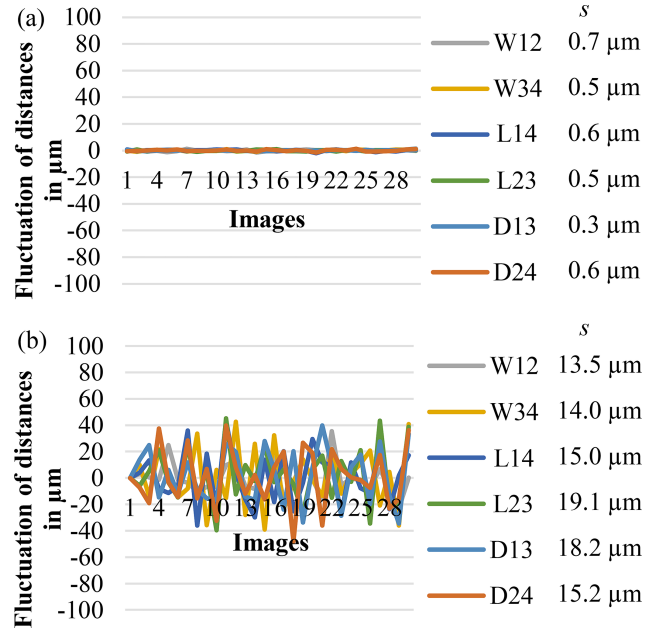 (a)
Fluctuation of distances
in µm
100
80
60
40
20
0
-20
-40
-60
-80
-100
1 4 7 10 13 16 19 22 25 28
Images
s
W12 0.7 µm
W34 0.5 µm
L14 0.6 µm
L23 0.5 µm
D13 0.3 µm
D24 0.6 µm
(b)
Fluctuation of distances
in µm
100
80
60
40
20
0
-20
-40
-60
-80
-100
1 4 7 10 13 16 19 22 25 28
Images
s
W12 13.5 µm
W34 14.0 µm
L14 15.0 µm
L23 19.1 µm
D13 18.2 µm
D24 15.2 µm